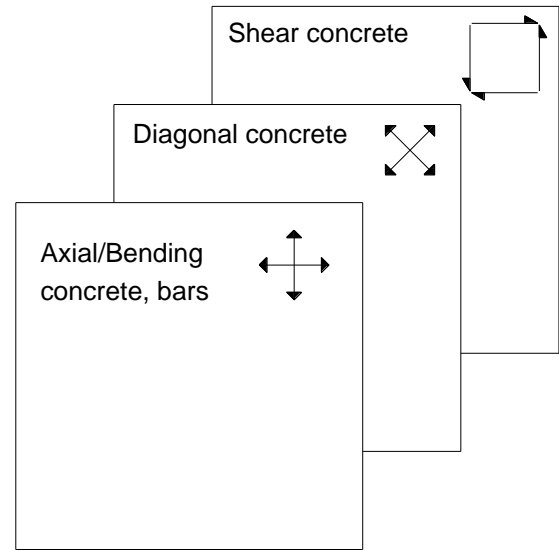 Shear concrete
Diagonal concrete
Axial/Bending
concrete, bars